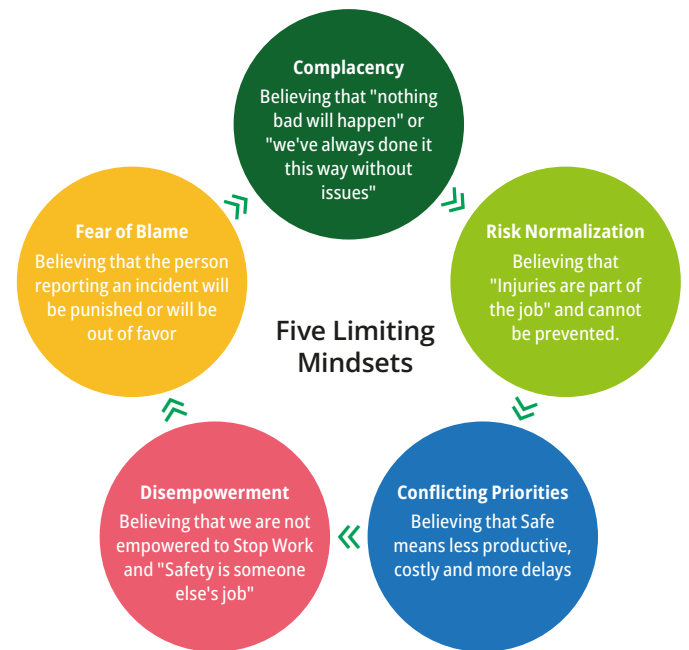 Complacency
Believing that "nothing
bad will happen" or
"we've always done it
this way without
issues"
Risk Normalization
Believing that
"Injuries are part of
the job" and cannot
be prevented.
Conflicting Priorities
Believing that Safe
means less productive,
costly and more delays
Disempowerment
Believing that we are not
empowered to Stop Work
and "Safety is someone
else's job"
Fear of Blame
Believing that the person
reporting an incident will
be punished or will be
out of favor
Five Limiting
Mindsets